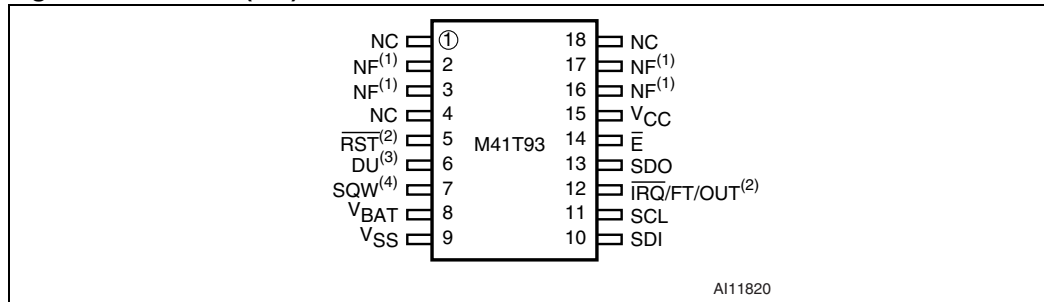 NC 1 18 NC
NF(1) 2 17 NF(1)
NF(1) 3 16 NF(1)
NC 4 15 VCC
RST(2) 5 M41T93 14 E
DU(3) 6 13 SDO
SQW(4) 7 12 IRQ/FT/OUT(2)
VBAT 8 11 SCL
VSS 9 10 SDI
AI11820